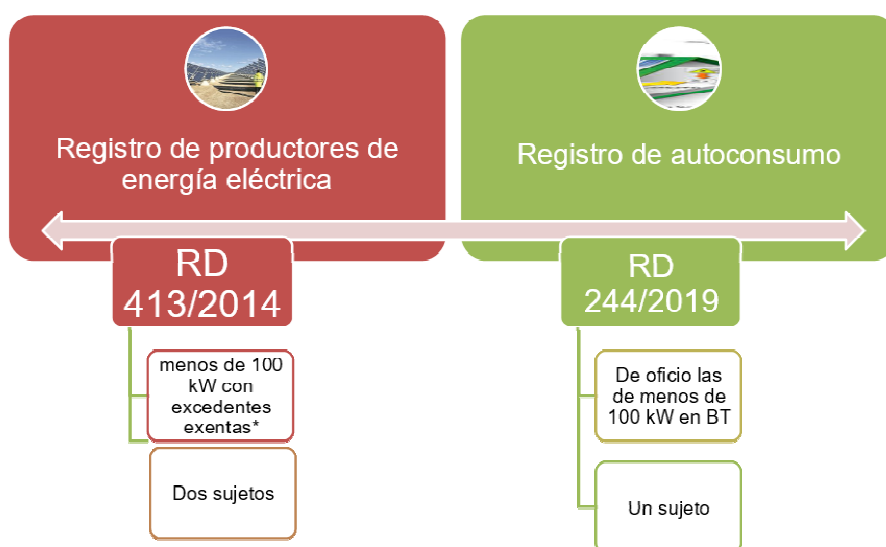 Registro de productores de
energía eléctrica
Registro de autoconsumo
RD
413/2014
RD
244/2019
menos de 100
kW con
excedentes
exentas*
De oficio las
de menos de
100 kW en BT
Dos sujetos
Un sujeto